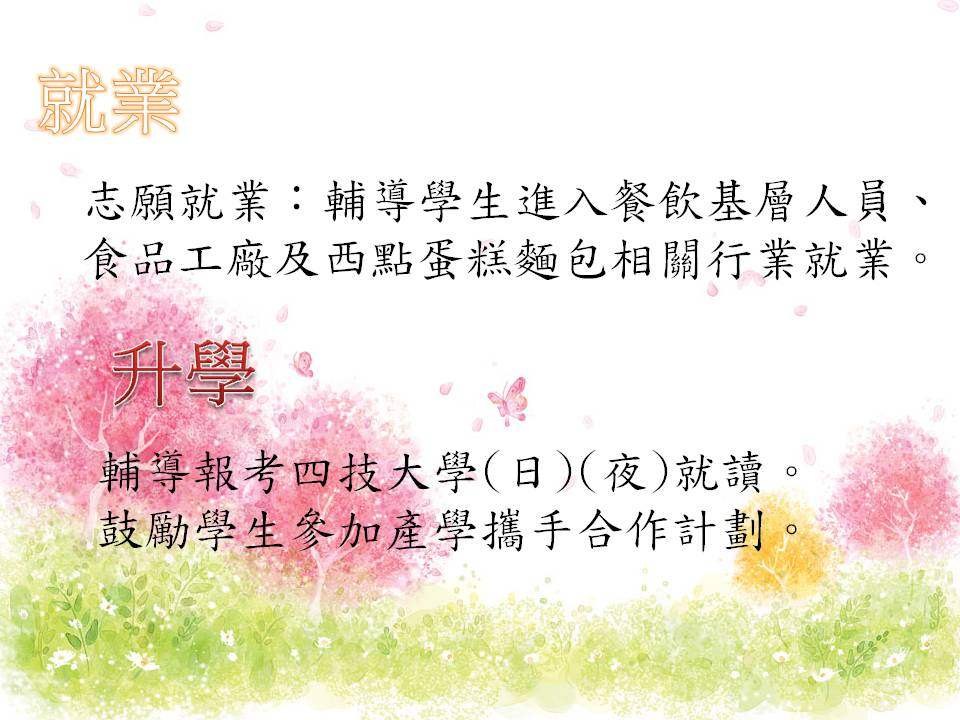 就業
志願就業：輔導學生進入餐飲基層人員、
食品工廠及西點蛋糕麵包相關行業就業。
升學
輔導報考四技大學(日)(夜)就讀。
鼓勵學生參加產學攜手合作計劃。